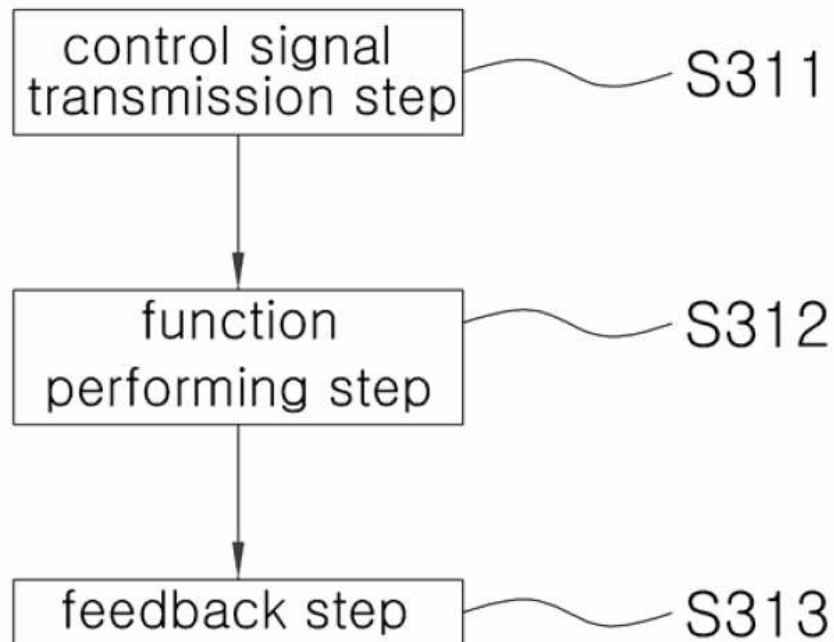 control signal
transmission step
S311
function
performing step
S312
feedback step
S313